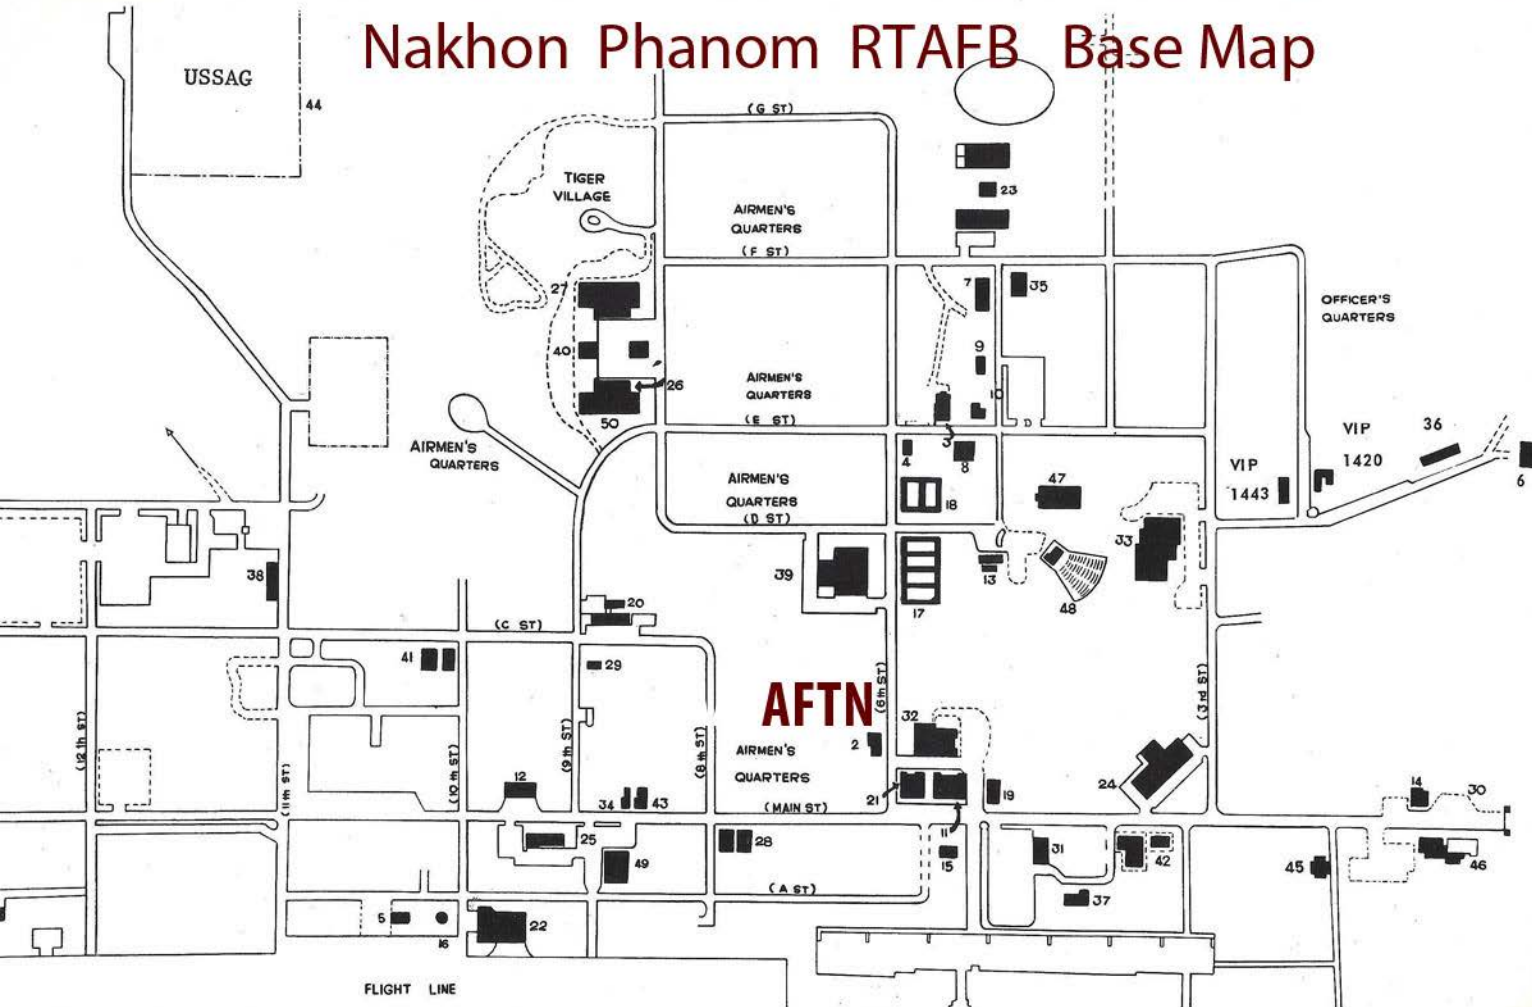 Nakhon Phanom RTAFB Base Map
USSAG
44
(G ST)
TIGER
VILLAGE
AIRMEN'S
QUARTERS
(F ST)
23
27
7
35
OFFICER'S
QUARTERS
40
9
26
AIRMEN'S
QUARTERS
10
(E ST)
50
3
D
AIRMEN'S
QUARTERS
4
8
VIP
1420
36
6
VIP
1443
47
AIRMEN'S
QUARTERS
(D ST)
18
33
38
39
13
48
17
20
(C ST)
41
29
AFTN
(6th ST)
(3rd ST)
32
2
(12th ST)
(11th ST)
(10th ST)
(9th ST)
(8th ST)
AIRMEN'S
QUARTERS
(MAIN ST)
12
34
43
21
11
19
24
14
30
25
28
49
15
31
42
45
46
(A ST)
37
5
16
22
FLIGHT LINE